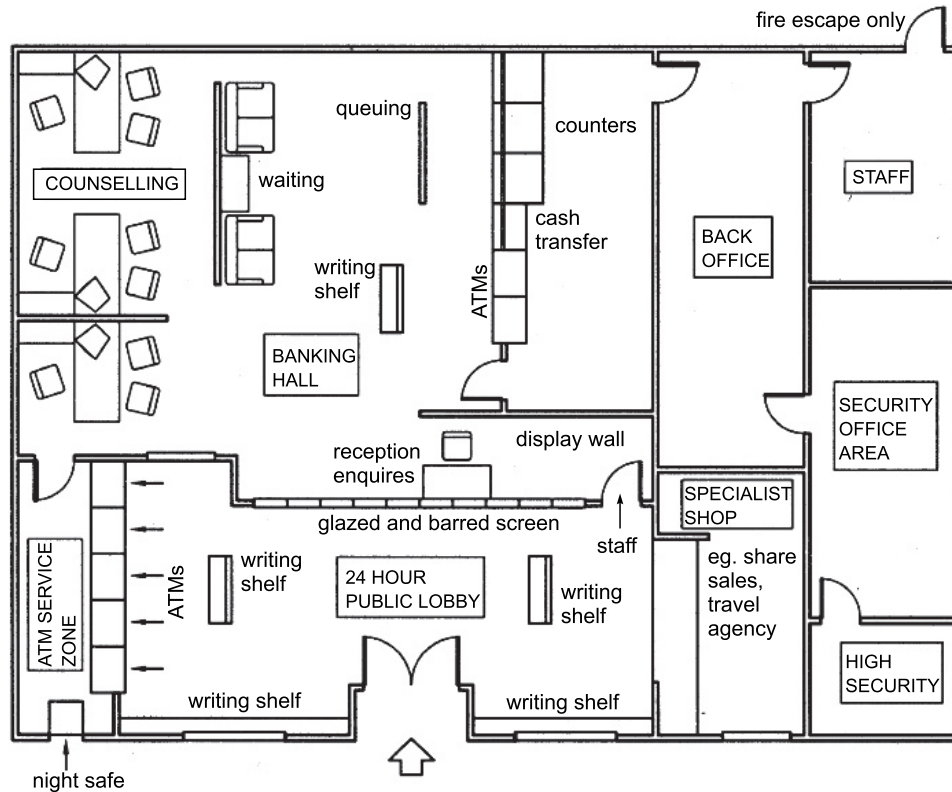 fire escape only
queuing
counters
COUNSELLING
waiting
STAFF
cash
transfer
BACK
OFFICE
writing
shelf
ATMs
BANKING
HALL
SECURITY
OFFICE
AREA
display wall
reception
enquires
SPECIALIST
SHOP
glazed and barred screen
staff
eg. share
sales,
travel
agency
writing
shelf
24 HOUR
PUBLIC LOBBY
writing
shelf
ATMs
ATM SERVICE
ZONE
HIGH
SECURITY
writing shelf
writing shelf
night safe